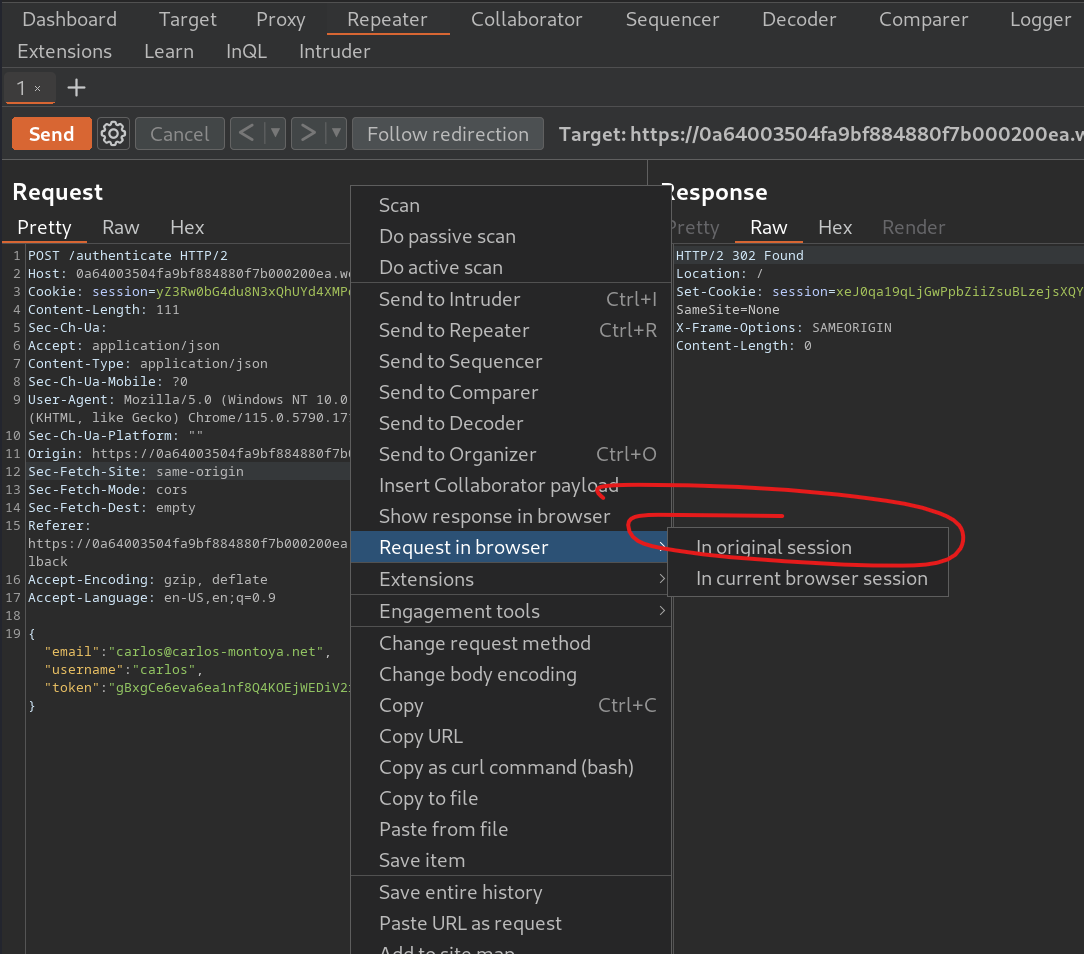 Dashboard Target Proxy Repeater Collaborator Sequencer Decoder Comparer Logger
Extensions Learn InQL Intruder
1 × +
Send Cancel < > Follow redirection Target: https://0a64003504fa9bf884880f7b000200ea.w
Request
Pretty Raw Hex
1 POST /authenticate HTTP/2
2 Host: 0a64003504fa9bf884880f7b000200ea.we
3 Cookie: session=yZ3Rw0bG4du8N3xQhUYd4XMP
4 Content-Length: 111
5 Sec-Ch-Ua:
6 Accept: application/json
7 Content-Type: application/json
8 Sec-Ch-Ua-Mobile: ?0
9 User-Agent: Mozilla/5.0 (Windows NT 10.0
(KHTML, like Gecko) Chrome/115.0.5790.17
10 Sec-Ch-Ua-Platform: ""
11 Origin: https://0a64003504fa9bf884880f7b0
12 Sec-Fetch-Site: same-origin
13 Sec-Fetch-Mode: cors
14 Sec-Fetch-Dest: empty
15 Referer:
https://0a64003504fa9bf884880f7b000200ea
lback
16 Accept-Encoding: gzip, deflate
17 Accept-Language: en-US,en;q=0.9
18
19 {
"email":"carlos@carlos-montoya.net",
"username":"carlos",
"token":"gBxgCe6eva6ea1nf8Q4KOEjWEDiV2
}
Scan
Do passive scan
Do active scan
Send to Intruder Ctrl+I
Send to Repeater Ctrl+R
Send to Sequencer
Send to Comparer
Send to Decoder
Send to Organizer Ctrl+O
Insert Collaborator payload
Show response in browser
Request in browser >
In original session
In current browser session
Extensions >
Engagement tools >
Change request method
Change body encoding
Copy Ctrl+C
Copy URL
Copy as curl command (bash)
Copy to file
Paste from file
Save item
Save entire history
Paste URL as request
Add to site map
Response
Pretty Raw Hex Render
HTTP/2 302 Found
Location: /
Set-Cookie: session=xeJ0qa19qLjGwPpbZiiZsuBLzejsXQY
SameSite=None
X-Frame-Options: SAMEORIGIN
Content-Length: 0